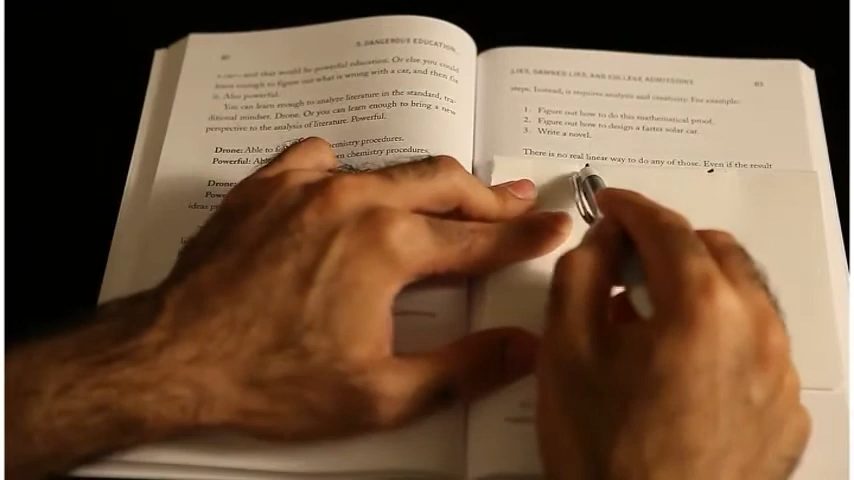 5. DANGEROUS EDUCATION
and that would be powerful education. Or else you could
learn enough to figure out what is wrong with a car, and then fix
it. Also powerful.
You can learn enough to analyze literature in the standard, tra-
ditional mindset. Drone. Or you can learn enough to bring a new
perspective to the analysis of literature. Powerful.
Drone: Able to chemistry procedures.
Powerful: chemistry procedures.
Drone:
ideas
LIES, DAMNED LIES, AND COLLEGE ADMISSIONS
steps. Instead, it requires analysis and creativity. For example:
1. Figure out how to do this mathematical proof.
2. Figure out how to design a faster solar car.
3. Write a novel.
There is no real linear way to do any of those. Even if the result